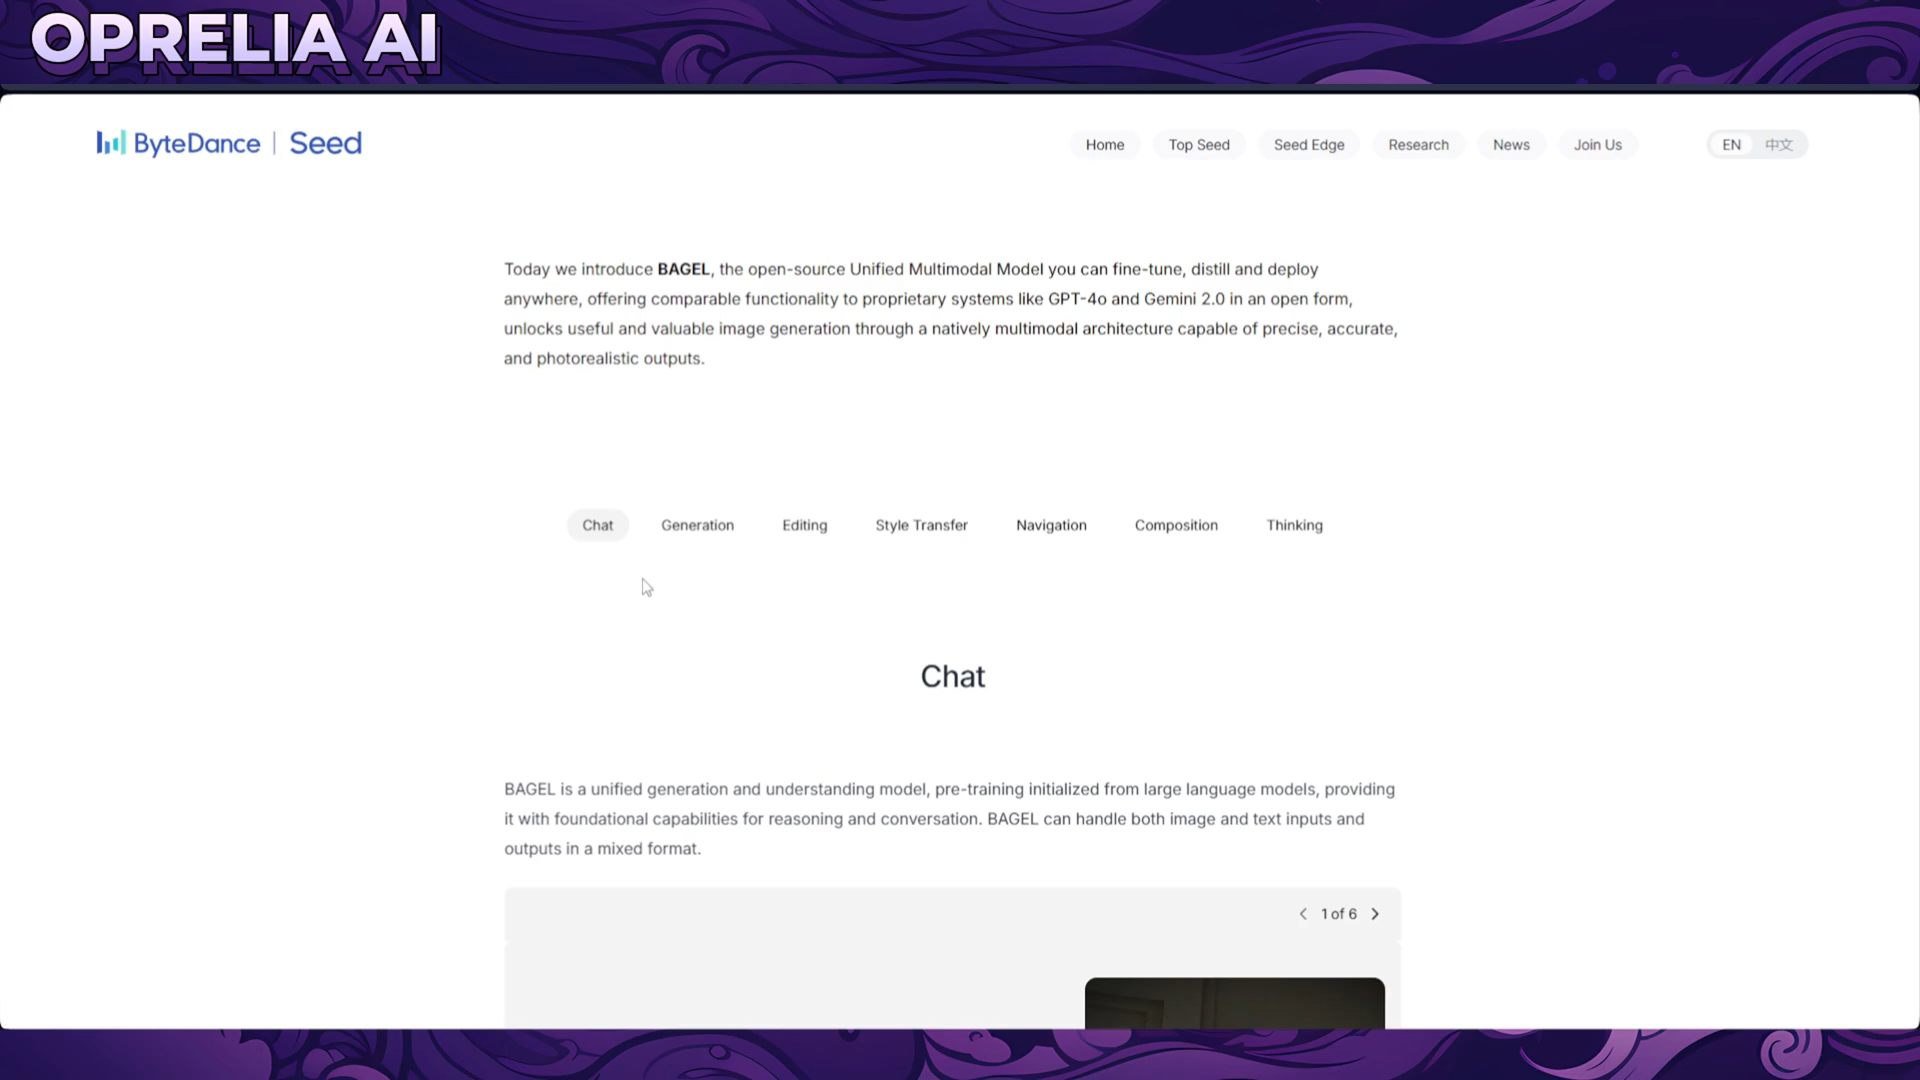 OPRELIA AI
ByteDance | Seed
Home
Top Seed
Seed Edge
Research
News
Join Us
EN
中文
Today we introduce BAGEL, the open-source Unified Multimodal Model you can fine-tune, distill and deploy
anywhere, offering comparable functionality to proprietary systems like GPT-4o and Gemini 2.0 in an open form,
unlocks useful and valuable image generation through a natively multimodal architecture capable of precise, accurate,
and photorealistic outputs.
Chat
Generation
Editing
Style Transfer
Navigation
Composition
Thinking
Chat
BAGEL is a unified generation and understanding model, pre-training initialized from large language models, providing
it with foundational capabilities for reasoning and conversation. BAGEL can handle both image and text inputs and
outputs in a mixed format.
1 of 6